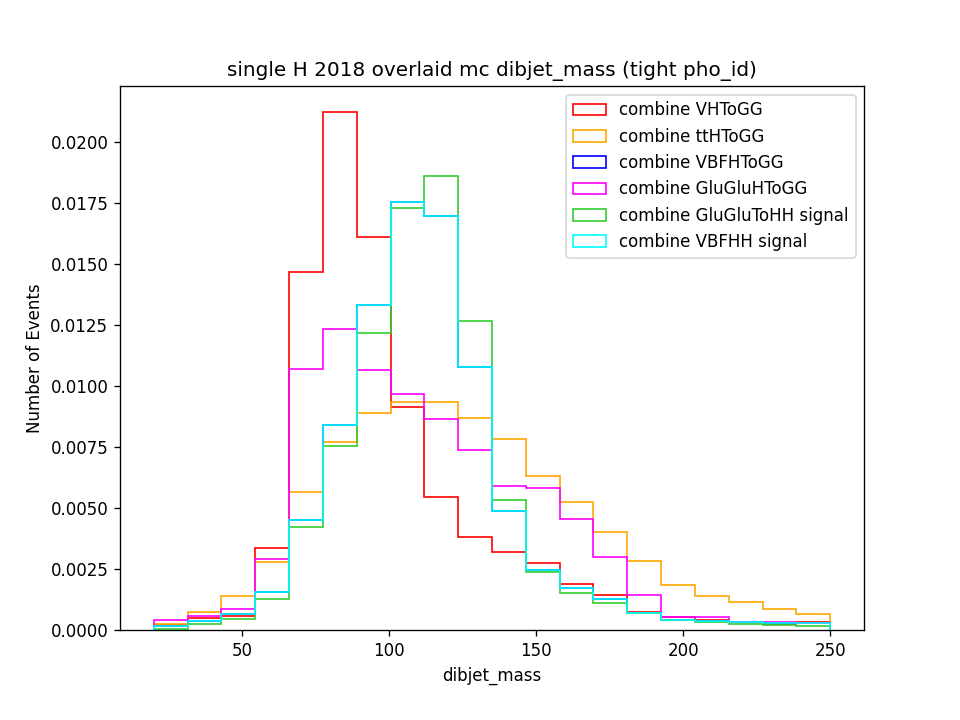 single H 2018 overlaid mc dibjet_mass (tight pho_id)
combine VHToGG
combine ttHToGG
combine VBFHToGG
combine GluGluHToGG
combine GluGluToHH signal
combine VBFHH signal
0.0200
0.0175
0.0150
0.0125
0.0100
0.0075
0.0050
0.0025
0.0000
Number of Events
50
100
150
200
250
dibjet_mass